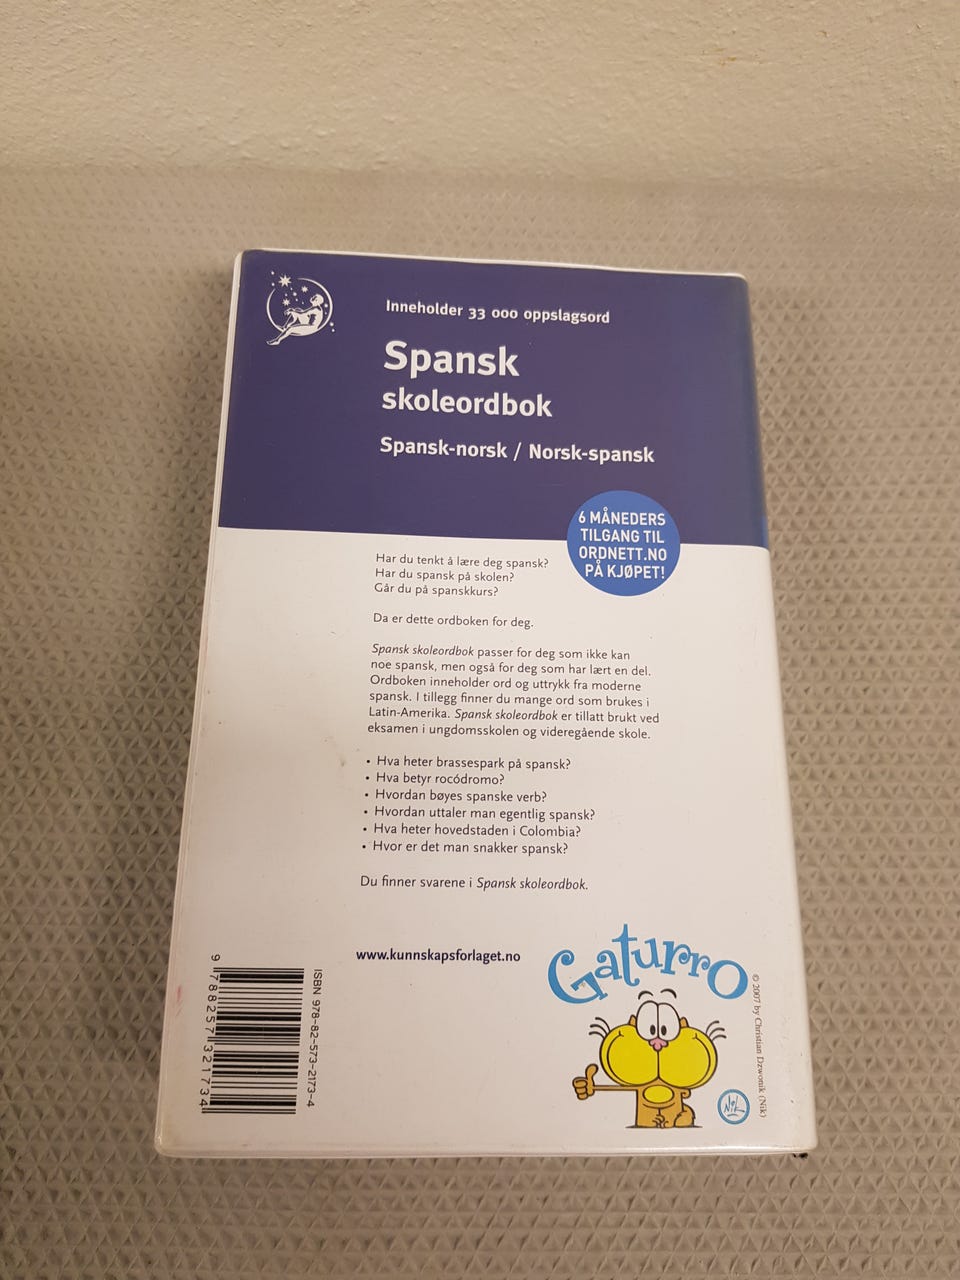 Inneholder 33 000 oppslagsord
Spansk
skoleordbok
Spansk-norsk / Norsk-spansk
6 MÅNEDERS
TILGANG TIL
ORDNETT.NO
PÅ KJØPET!
Har du tenkt å lære deg spansk?
Har du spansk på skolen?
Går du på spanskkurs?
Da er dette ordboken for deg.
Spansk skoleordbok passer for deg som ikke kan
noe spansk, men også for deg som har lært en del.
Ordboken inneholder ord og uttrykk fra moderne
spansk. I tillegg finner du mange ord som brukes i
Latin-Amerika. Spansk skoleordbok er tillatt brukt ved
eksamen i ungdomsskolen og videregående skole.
• Hva heter brassespark på spansk?
• Hva betyr rocódromo?
• Hvordan bøyes spanske verb?
• Hvordan uttaler man egentlig spansk?
• Hva heter hovedstaden i Colombia?
• Hvor er det man snakker spansk?
Du finner svarene i Spansk skoleordbok.
www.kunnskapsforlaget.no
Gaturro
© 2007 by Christian Dzwonik (Nik)
Nik
ISBN 978-82-573-2173-4
9 788257 321734